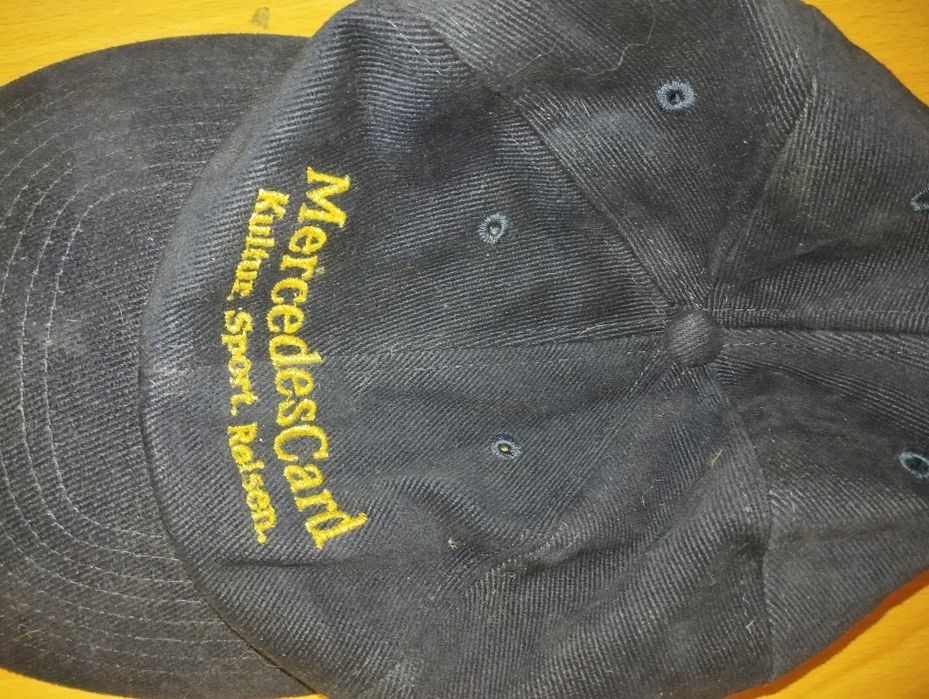 MercedesCard
Kultur. Sport. Reisen.